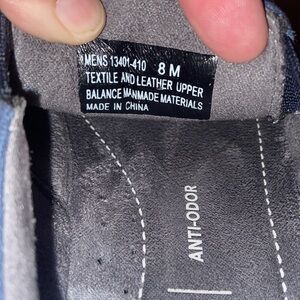 MENS 13401-410 8 M
TEXTILE AND LEATHER UPPER
BALANCE MANMADE MATERIALS
MADE IN CHINA
ANTI-ODOR